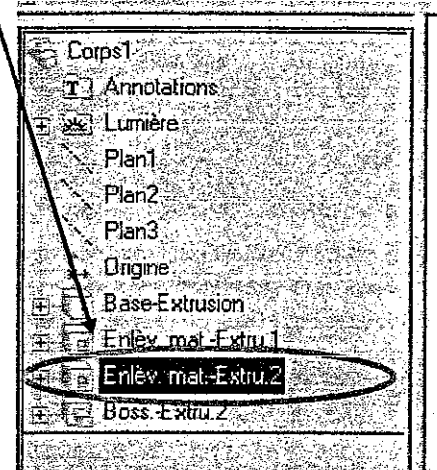 Corps1
Annotations
Lumière
Plan1
Plan2
Plan3
Origine
Base-Extrusion
Enlèv. mat.-Extru.1
Enlèv. mat.-Extru.2
Boss.-Extru.2